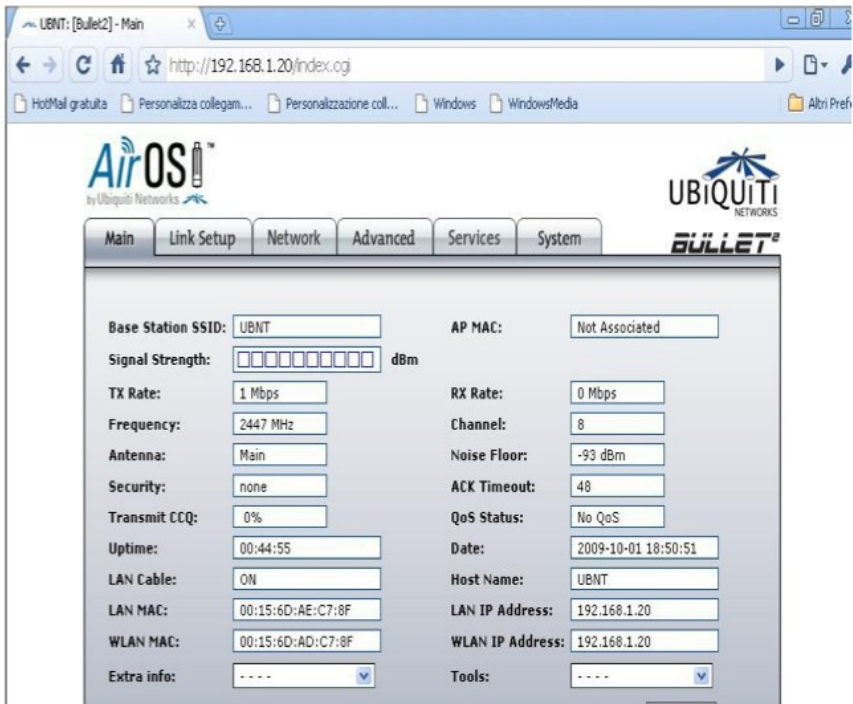 UBNT: [Bullet2] - Main
http://192.168.1.20/index.cgi
HotMail gratuita Personalizza collegam... Personalizzazione coll... Windows WindowsMedia Altri Pref
AirOS™
by Ubiquiti Networks
UBiQUiTi
NETWORKS
BULLET²
Main Link Setup Network Advanced Services System
Base Station SSID: UBNT AP MAC: Not Associated
Signal Strength: dBm
TX Rate: 1 Mbps RX Rate: 0 Mbps
Frequency: 2447 MHz Channel: 8
Antenna: Main Noise Floor: -93 dBm
Security: none ACK Timeout: 48
Transmit CCQ: 0% QoS Status: No QoS
Uptime: 00:44:55 Date: 2009-10-01 18:50:51
LAN Cable: ON Host Name: UBNT
LAN MAC: 00:15:6D:AE:C7:8F LAN IP Address: 192.168.1.20
WLAN MAC: 00:15:6D:AD:C7:8F WLAN IP Address: 192.168.1.20
Extra info: - - - - Tools: - - - -